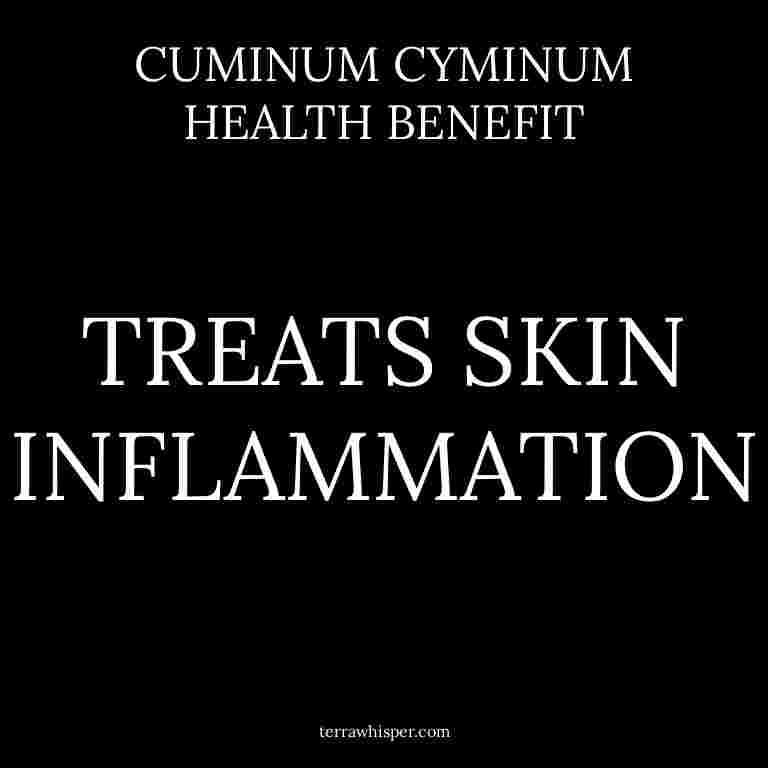 CUMINUM CYMINUM
HEALTH BENEFIT
TREATS SKIN
INFLAMMATION
terrawhisper.com